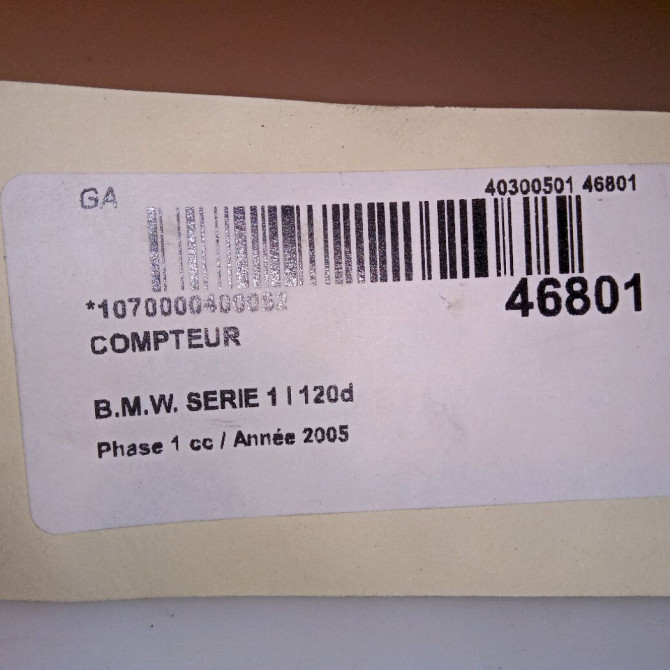 GA
40300501 46801
46801
COMPTEUR
B.M.W. SERIE 1 I 120d
Phase 1 cc / Année 2005